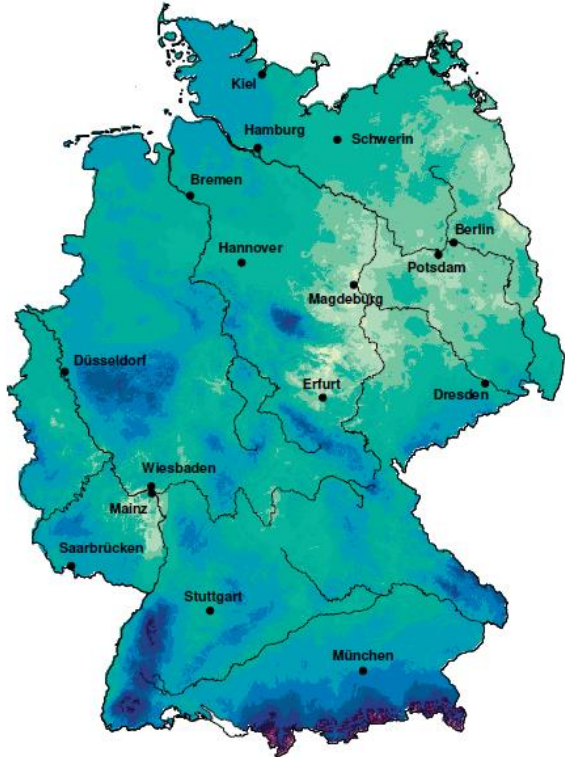 Kiel
Hamburg
Schwerin
Bremen
Berlin
Hannover
Potsdam
Magdeburg
Düsseldorf
Erfurt
Dresden
Wiesbaden
Mainz
Saarbrücken
Stuttgart
München